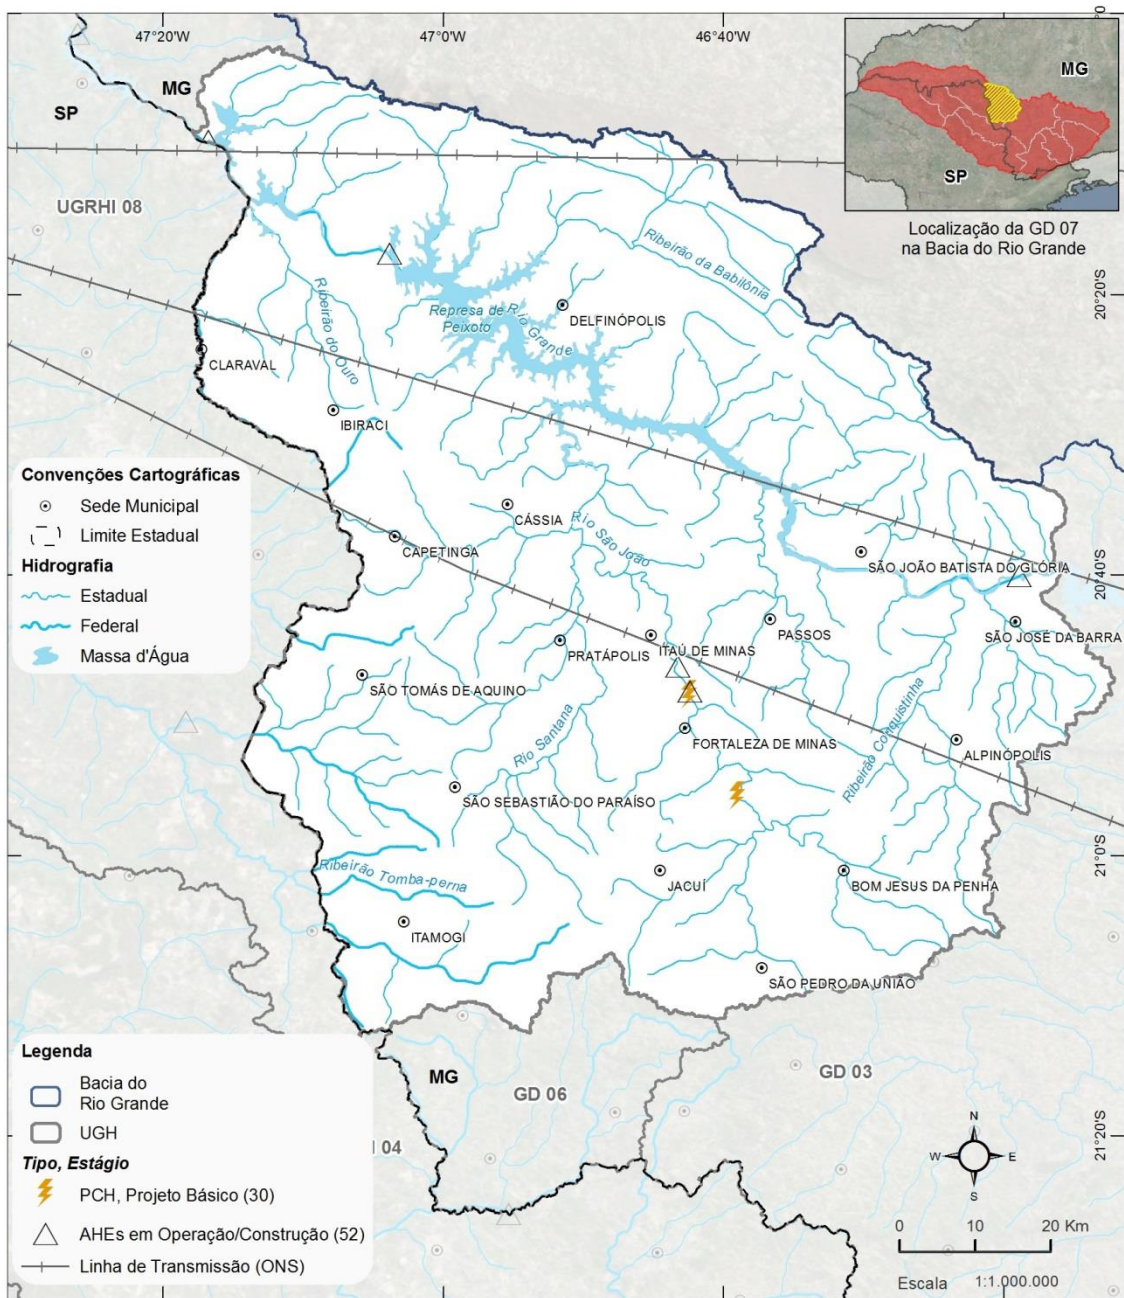 47°20'W
47°0'W
46°40'W
0°
MG
SP
MG
SP
UGRHI 08
Localização da GD 07
na Bacia do Rio Grande
20°20'S
Ribeirão da Babilônia
Represa de
Peixoto
Rio Grande
DELFINÓPOLIS
Ribeirão do Ouro
CLARAVAL
IBIRACI
Convenções Cartográficas
Sede Municipal
Limite Estadual
Hidrografia
Estadual
Federal
Massa d'Água
CÁSSIA
CAPETINGA
Rio São João
SÃO JOÃO BATISTA DO GLÓRIA
20°40'S
PASSOS
SÃO JOSÉ DA BARRA
ITAÚ DE MINAS
PRATÁPOLIS
SÃO TOMÁS DE AQUINO
Rio Santana
FORTALEZA DE MINAS
Ribeirão Conquistinha
ALPINÓPOLIS
SÃO SEBASTIÃO DO PARAÍSO
21°0'S
Ribeirão Tomba-perna
JACUÍ
BOM JESUS DA PENHA
ITAMOGI
SÃO PEDRO DA UNIÃO
Legenda
Bacia do
Rio Grande
UGH
Tipo, Estágio
PCH, Projeto Básico (30)
AHEs em Operação/Construção (52)
Linha de Transmissão (ONS)
MG
GD 06
GD 03
04
21°20'S
N
W
E
S
0 10 20 Km
Escala 1:1.000.000